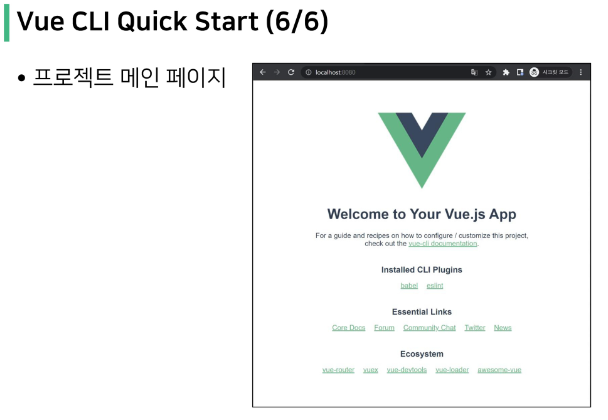 Vue CLI Quick Start (6/6)
• 프로젝트 메인 페이지
localhost:8080
시크릿 모드
Welcome to Your Vue.js App
For a guide and recipes on how to configure / customize this project,
check out the vue-cli documentation.
Installed CLI Plugins
babel eslint
Essential Links
Core Docs Forum Community Chat Twitter News
Ecosystem
vue-router vuex vue-devtools vue-loader awesome-vue